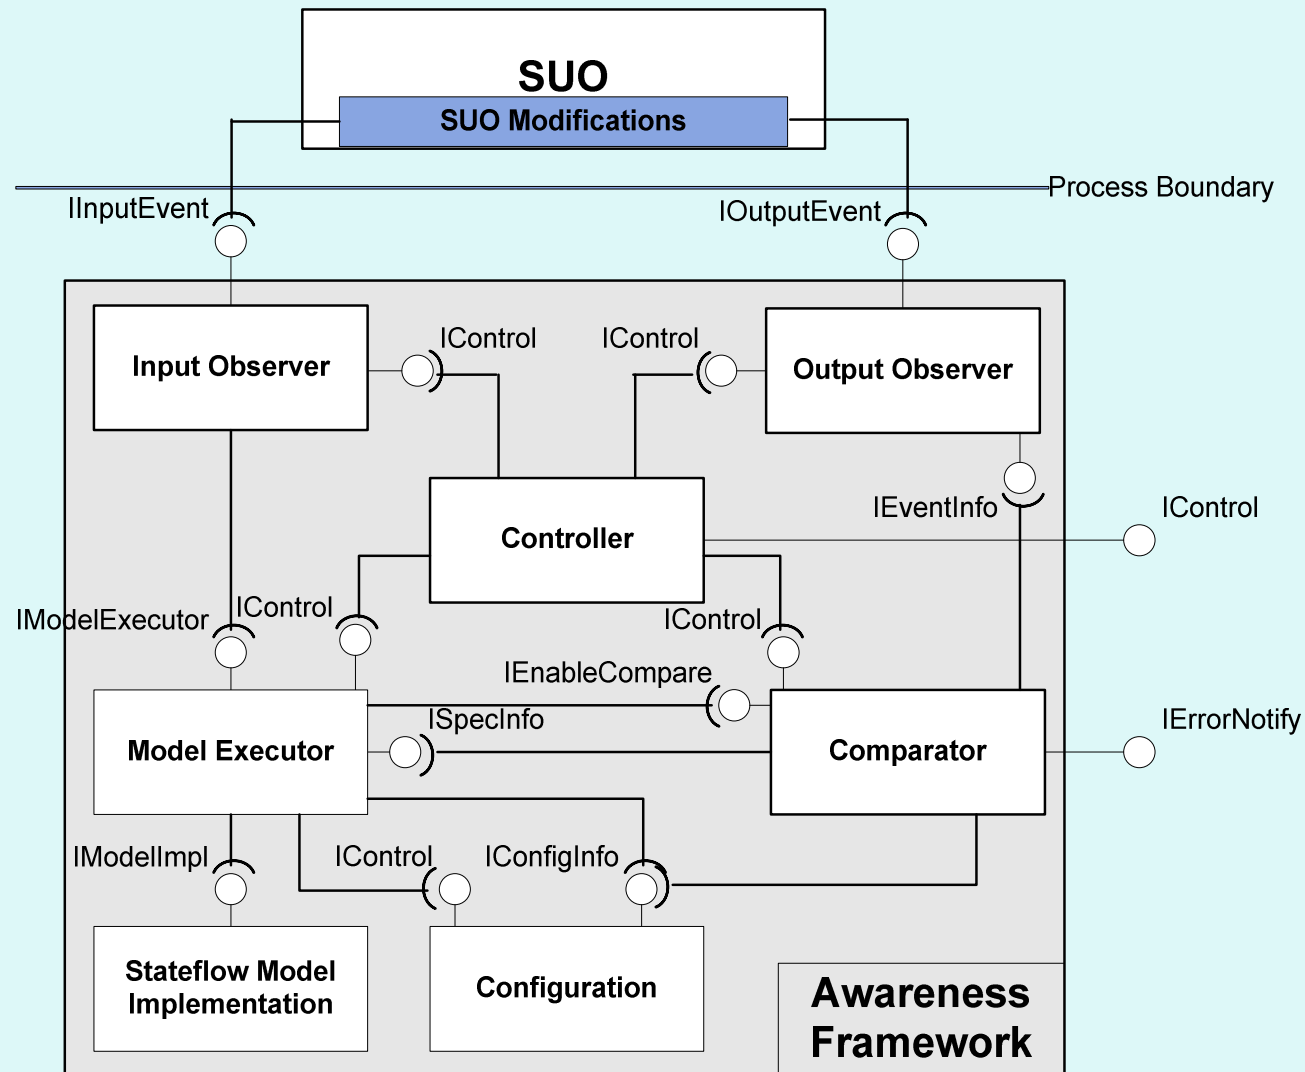 SUO
SUO Modifications
Process Boundary
IInputEvent
IOutputEvent
IControl
IControl
Input Observer
Output Observer
IEventInfo
IControl
Controller
IModelExecutor
IControl
IControl
IEnableCompare
ISpecInfo
IErrorNotify
Model Executor
Comparator
IModelImpl
IControl
IConfigInfo
Stateflow Model
Implementation
Configuration
Awareness
Framework